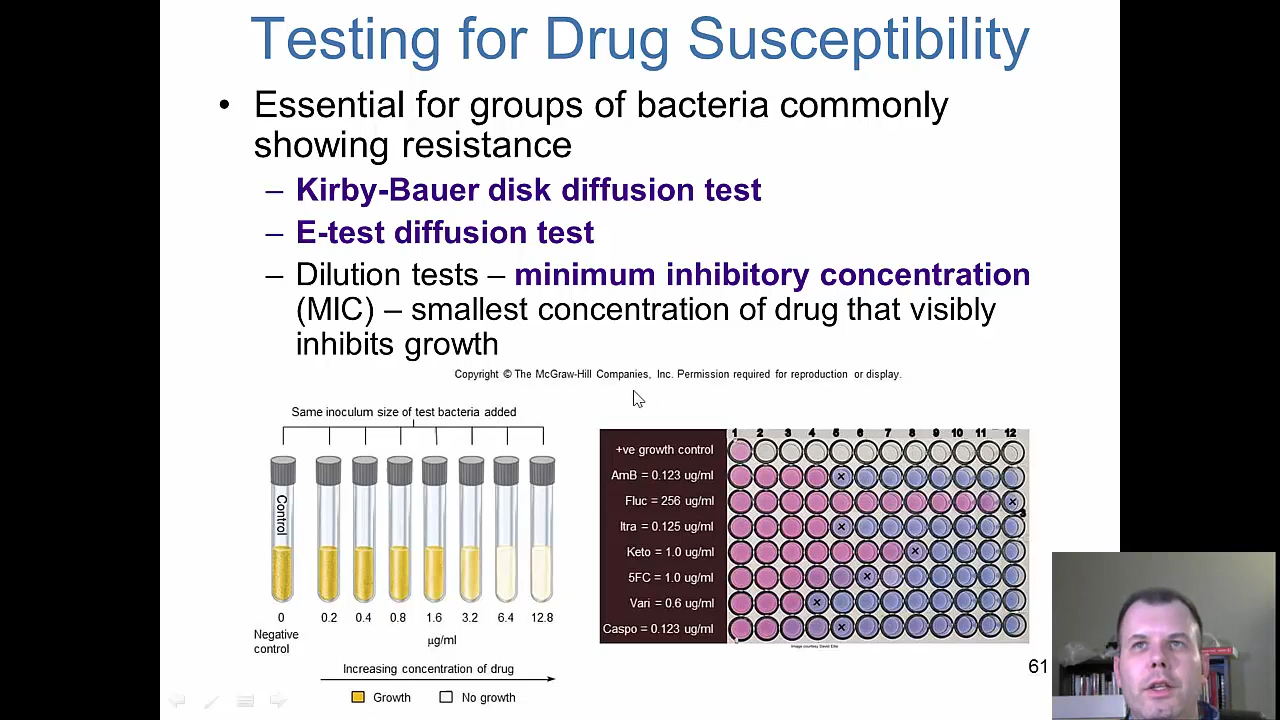 Testing for Drug Susceptibility
• Essential for groups of bacteria commonly
showing resistance
– Kirby-Bauer disk diffusion test
– E-test diffusion test
– Dilution tests – minimum inhibitory concentration
(MIC) – smallest concentration of drug that visibly
inhibits growth
Copyright © The McGraw-Hill Companies, Inc. Permission required for reproduction or display.
Same inoculum size of test bacteria added
Control
0 0.2 0.4 0.8 1.6 3.2 6.4 12.8
Negative
control
µg/ml
Increasing concentration of drug
Growth No growth
1 2 3 4 5 6 7 8 9 10 11 12
+ve growth control
AmB = 0.123 ug/ml
Fluc = 256 ug/ml
Itra = 0.125 ug/ml
Keto = 1.0 ug/ml
5FC = 1.0 ug/ml
Vari = 0.6 ug/ml
Caspo = 0.123 ug/ml
Image courtesy David Ellis
61